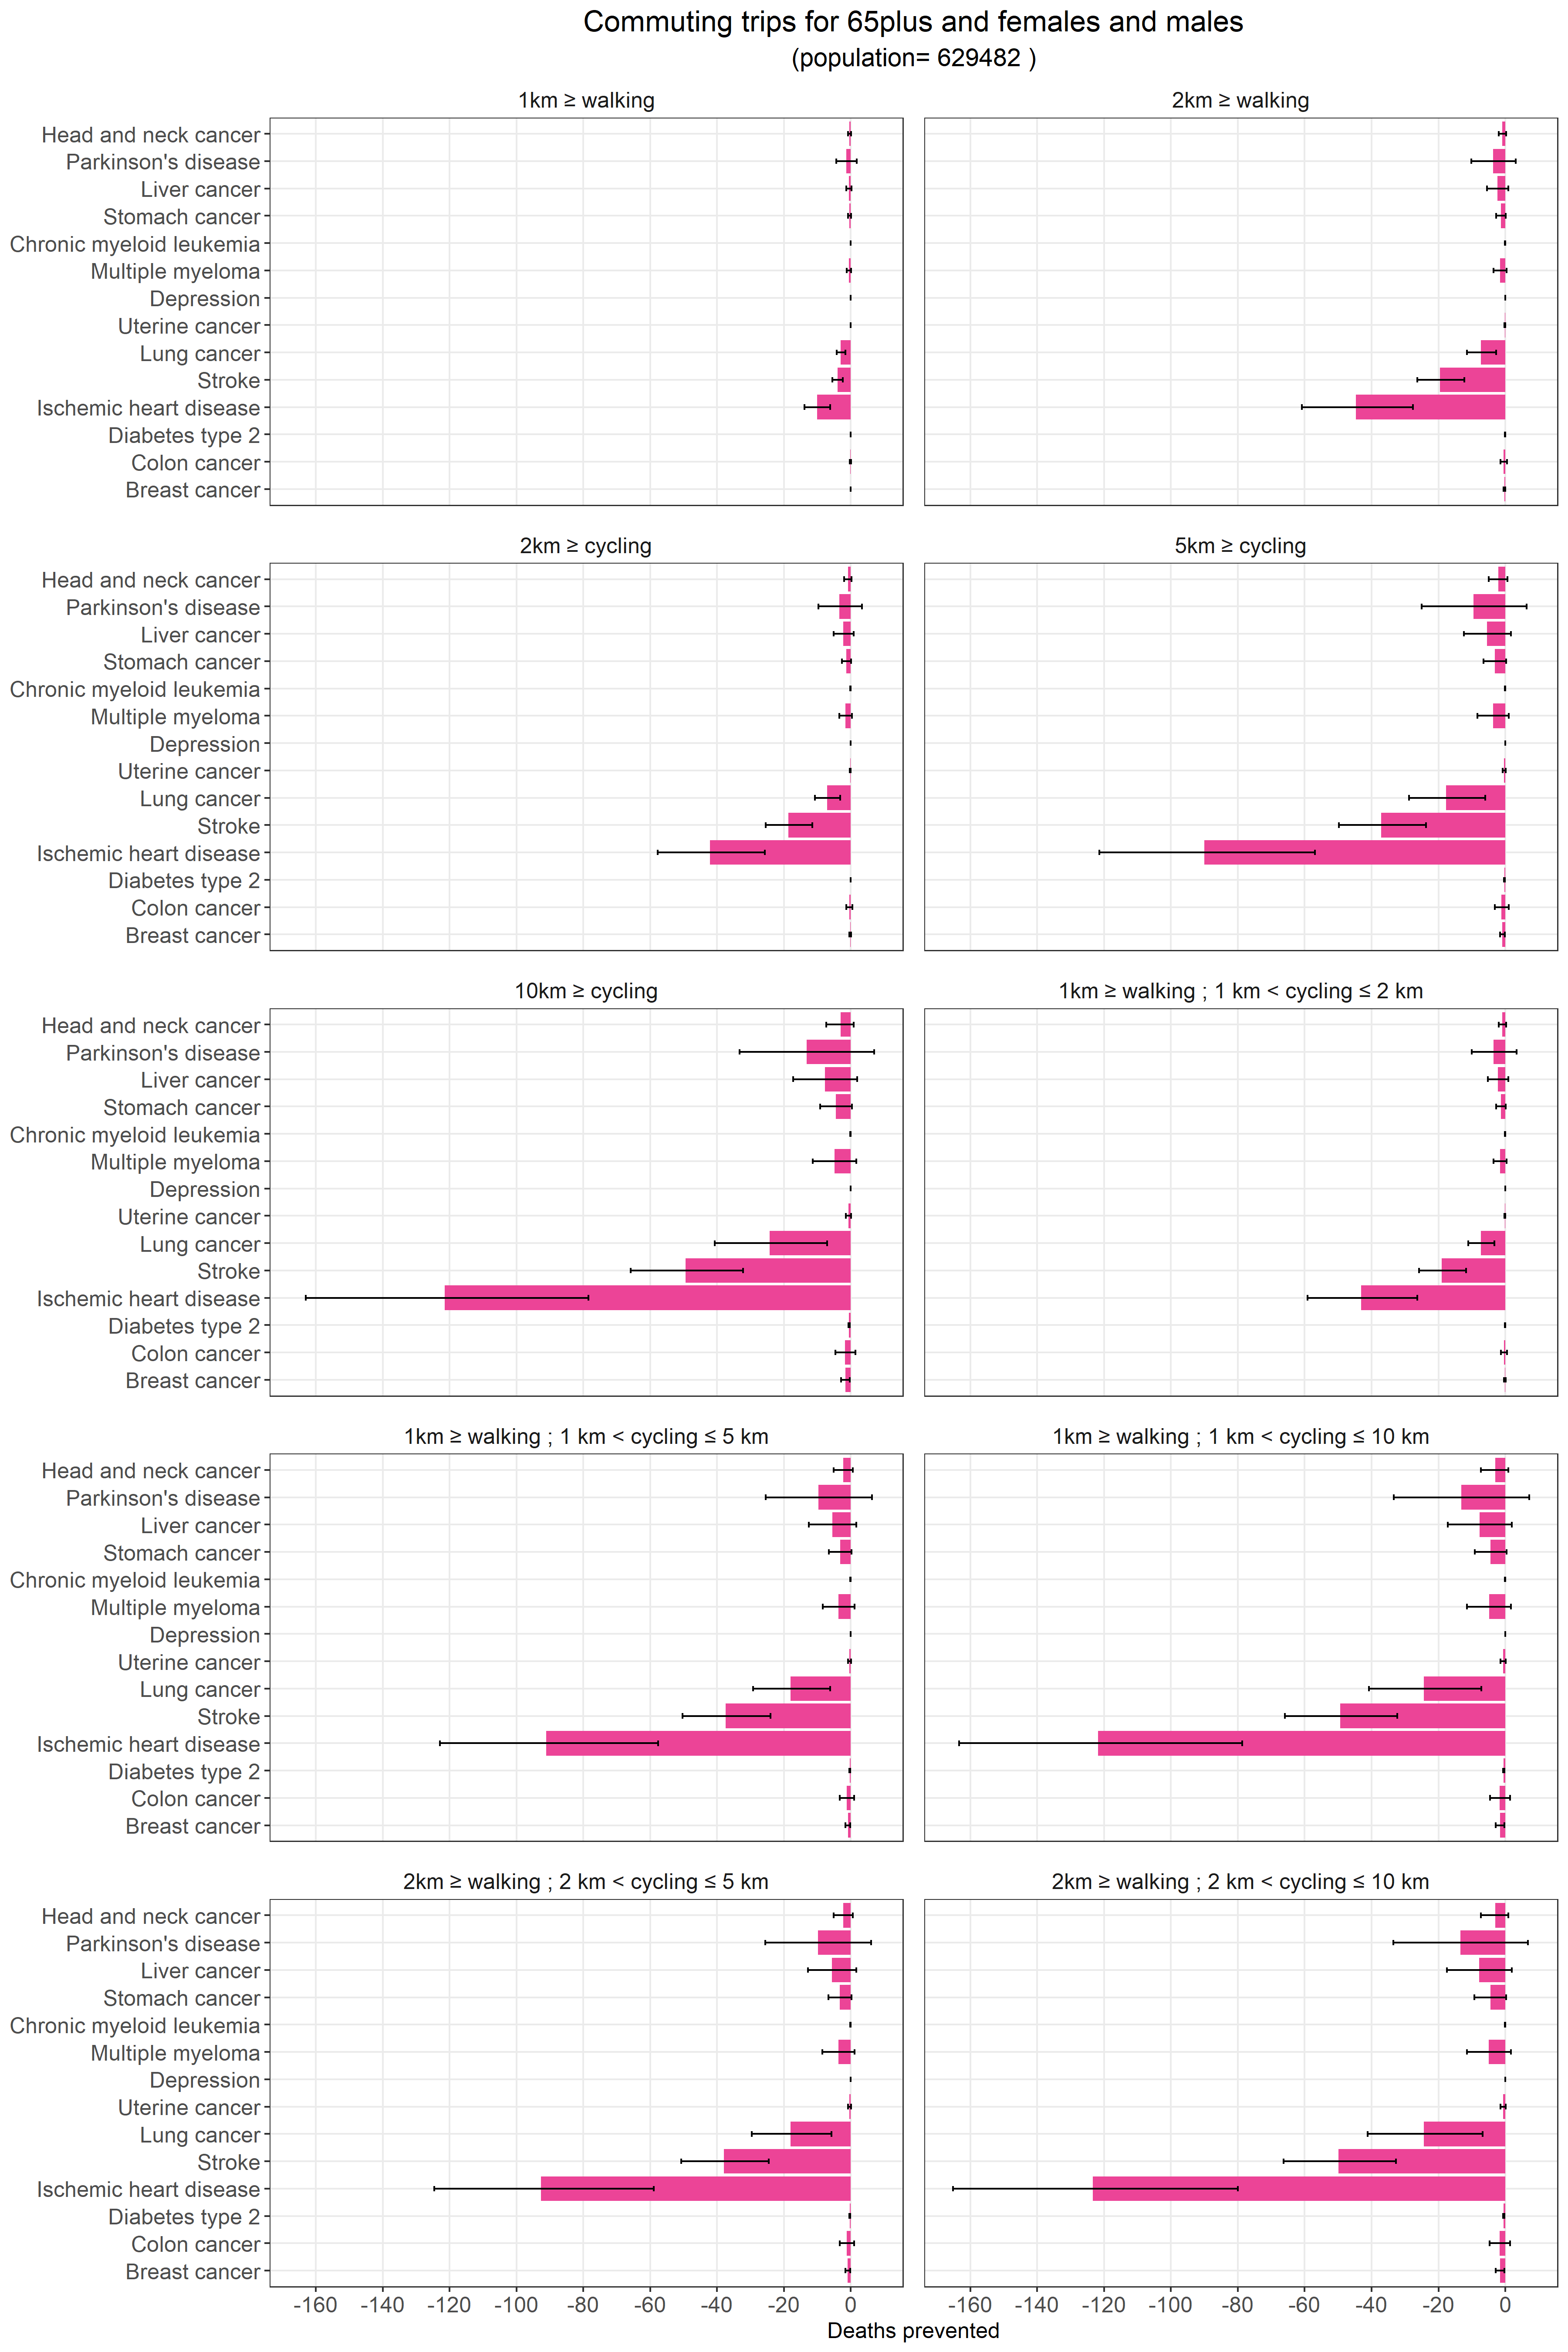 Commuting trips for 65plus and females and males
(population= 629482 )
1km ≥ walking
2km ≥ walking
Head and neck cancer
Parkinson's disease
Liver cancer
Stomach cancer
Chronic myeloid leukemia
Multiple myeloma
Depression
Uterine cancer
Lung cancer
Stroke
Ischemic heart disease
Diabetes type 2
Colon cancer
Breast cancer
2km ≥ cycling
5km ≥ cycling
Head and neck cancer
Parkinson's disease
Liver cancer
Stomach cancer
Chronic myeloid leukemia
Multiple myeloma
Depression
Uterine cancer
Lung cancer
Stroke
Ischemic heart disease
Diabetes type 2
Colon cancer
Breast cancer
10km ≥ cycling
1km ≥ walking ; 1 km < cycling ≤ 2 km
Head and neck cancer
Parkinson's disease
Liver cancer
Stomach cancer
Chronic myeloid leukemia
Multiple myeloma
Depression
Uterine cancer
Lung cancer
Stroke
Ischemic heart disease
Diabetes type 2
Colon cancer
Breast cancer
1km ≥ walking ; 1 km < cycling ≤ 5 km
1km ≥ walking ; 1 km < cycling ≤ 10 km
Head and neck cancer
Parkinson's disease
Liver cancer
Stomach cancer
Chronic myeloid leukemia
Multiple myeloma
Depression
Uterine cancer
Lung cancer
Stroke
Ischemic heart disease
Diabetes type 2
Colon cancer
Breast cancer
2km ≥ walking ; 2 km < cycling ≤ 5 km
2km ≥ walking ; 2 km < cycling ≤ 10 km
Head and neck cancer
Parkinson's disease
Liver cancer
Stomach cancer
Chronic myeloid leukemia
Multiple myeloma
Depression
Uterine cancer
Lung cancer
Stroke
Ischemic heart disease
Diabetes type 2
Colon cancer
Breast cancer
-160 -140 -120 -100 -80 -60 -40 -20 0
-160 -140 -120 -100 -80 -60 -40 -20 0
Deaths prevented